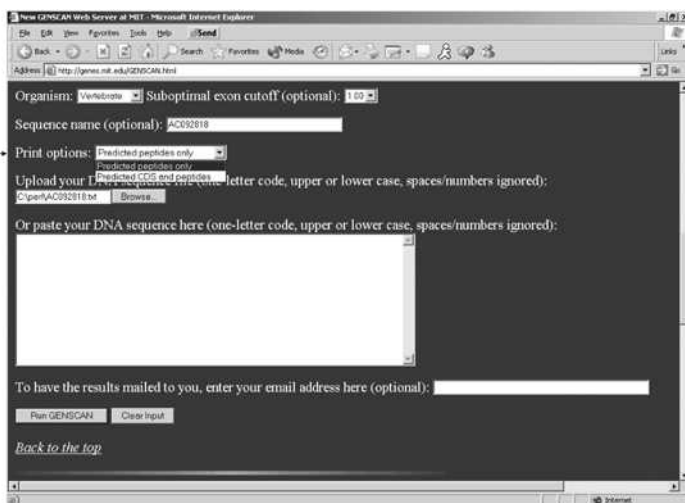 New GENSCAN Web Server at MIT - Microsoft Internet Explorer
File Edit View Favorites Tools Help Send
Back Search Favorites Media Links
Address http://genes.mit.edu/GENSCAN.html Go
Organism: Vertebrate Suboptimal exon cutoff (optional): 1.00
Sequence name (optional): AC092818
Print options: Predicted peptides only
Predicted peptides only
Predicted CDS and peptides
Upload your DNA sequence file (one-letter code, upper or lower case, spaces/numbers ignored):
C:\perl\AC092818.txt Browse...
Or paste your DNA sequence here (one-letter code, upper or lower case, spaces/numbers ignored):
To have the results mailed to you, enter your email address here (optional):
Run GENSCAN Clear Input
Back to the top
Internet